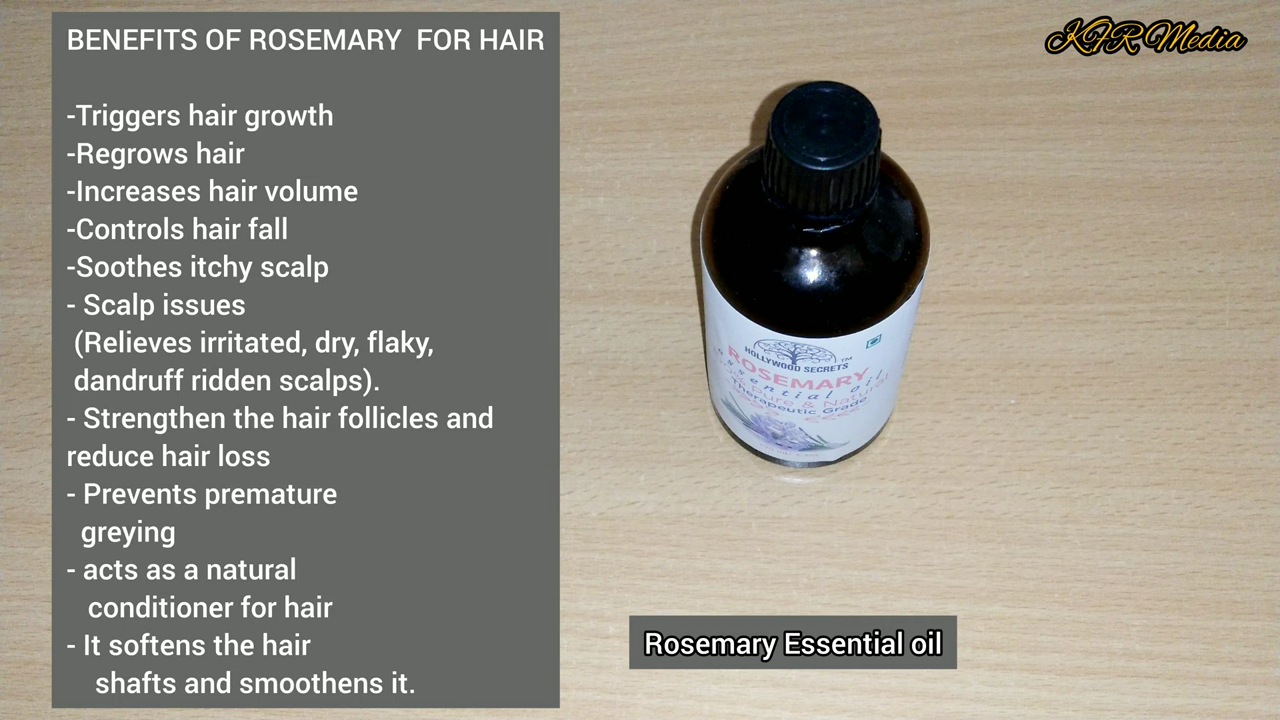 BENEFITS OF ROSEMARY FOR HAIR
-Triggers hair growth
-Regrows hair
-Increases hair volume
-Controls hair fall
-Soothes itchy scalp
- Scalp issues
(Relieves irritated, dry, flaky,
dandruff ridden scalps).
- Strengthen the hair follicles and
reduce hair loss
- Prevents premature
greying
- acts as a natural
conditioner for hair
- It softens the hair
shafts and smoothens it.
KFR Media
HOLLYWOOD SECRETS TM
ROSEMARY
essential oil
Pure & Natural
Therapeutic Grade
Rosemary Essential oil